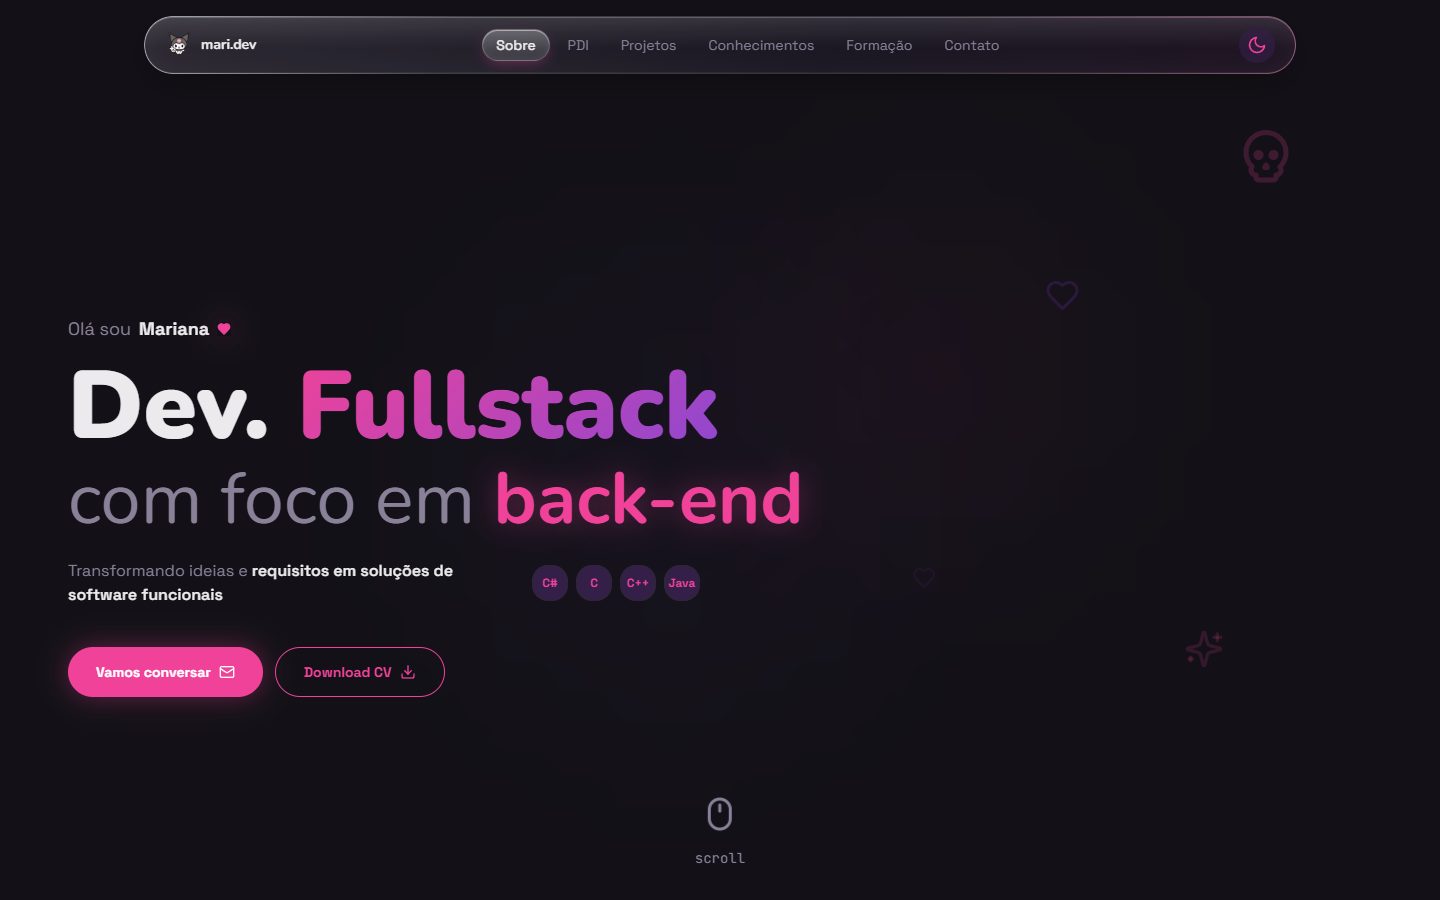 mari.dev
Sobre
PDI
Projetos
Conhecimentos
Formação
Contato
Olá sou Mariana
Dev. Fullstack
com foco em back-end
Transformando ideias e requisitos em soluções de
software funcionais
C#
C
C++
Java
Vamos conversar
Download CV
scroll